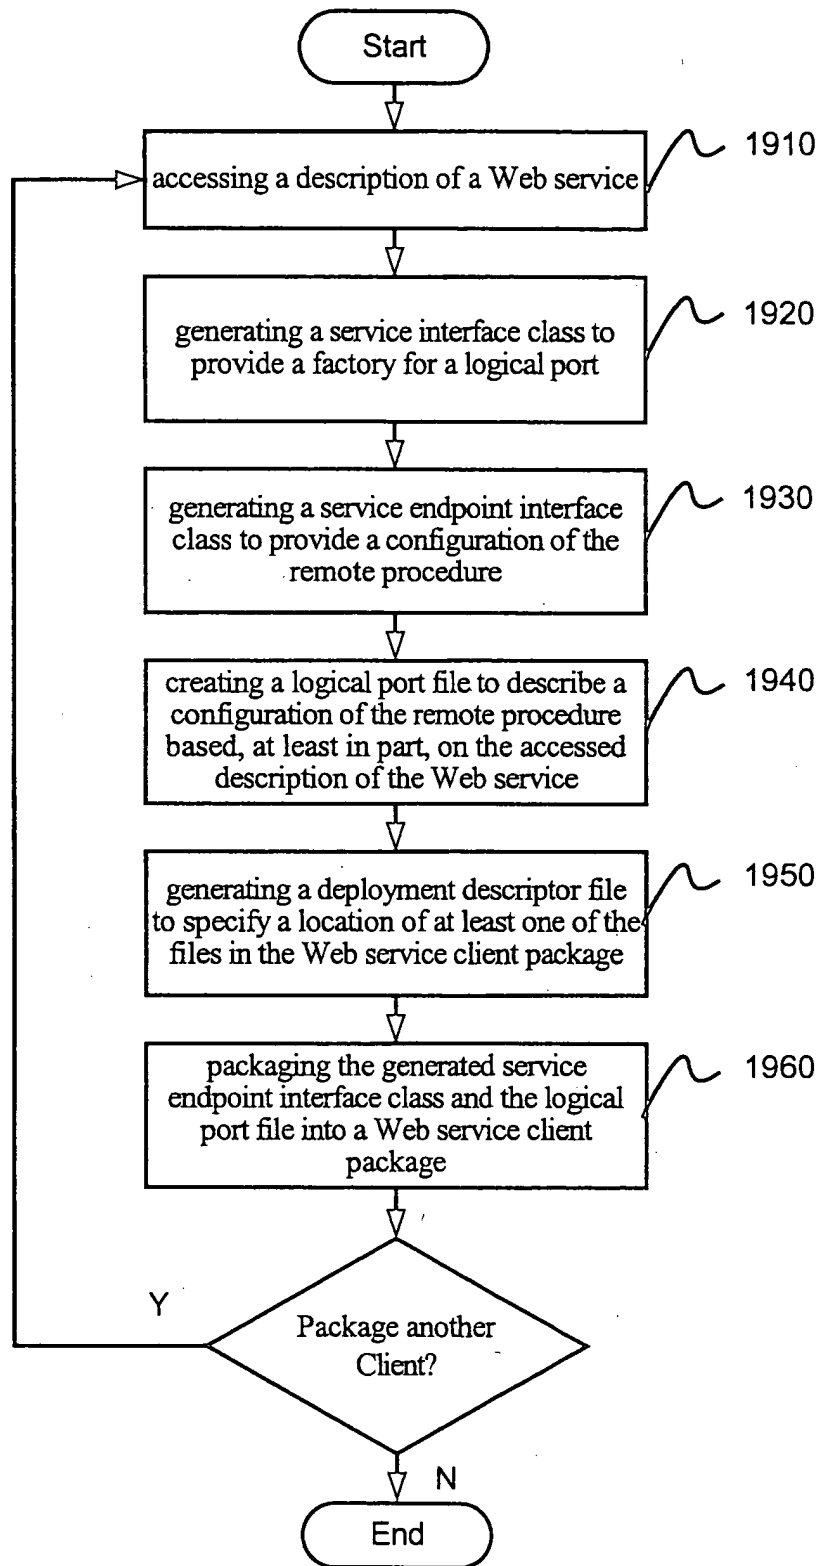 Start
accessing a description of a Web service
1910
generating a service interface class to
provide a factory for a logical port
1920
generating a service endpoint interface
class to provide a configuration of the
remote procedure
1930
creating a logical port file to describe a
configuration of the remote procedure
based, at least in part, on the accessed
description of the Web service
1940
generating a deployment descriptor file
to specify a location of at least one of the
files in the Web service client package
1950
packaging the generated service
endpoint interface class and the logical
port file into a Web service client
package
1960
Y
Package another
Client?
N
End